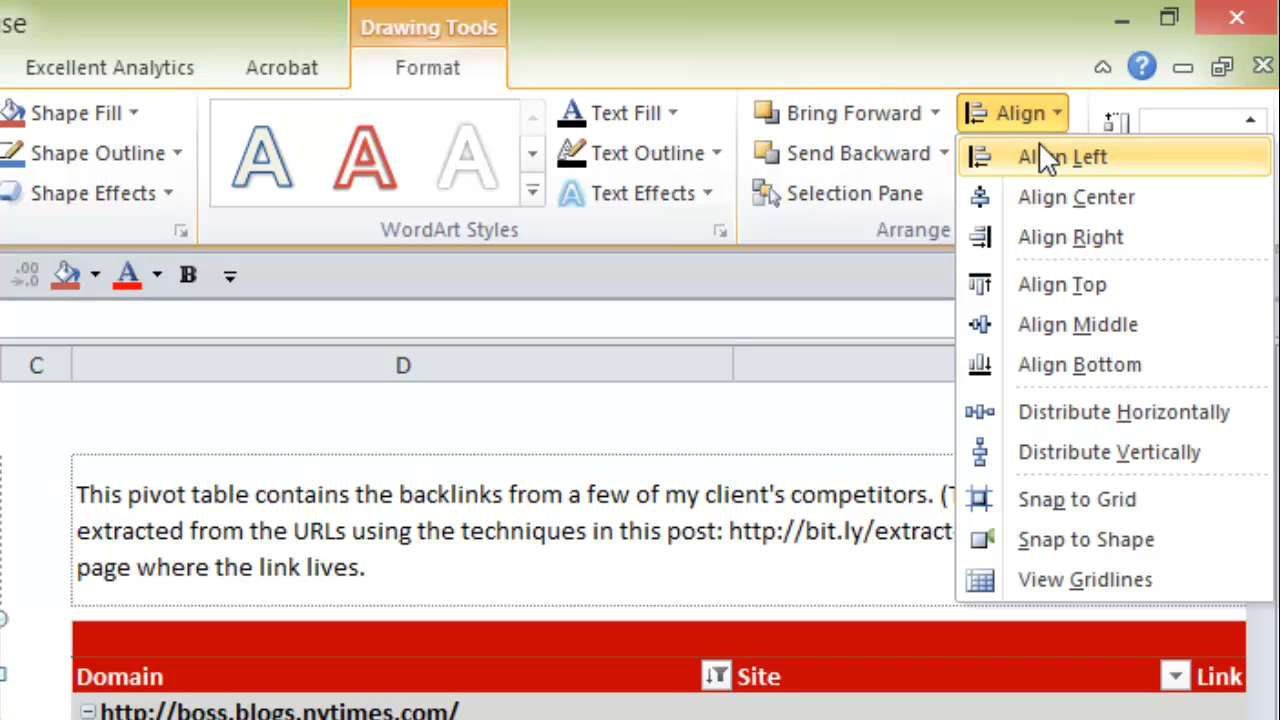 use
Drawing Tools
Excellent Analytics Acrobat Format
Shape Fill
Shape Outline
Shape Effects
A A A
WordArt Styles
A Text Fill
Text Outline
A Text Effects
Bring Forward
Send Backward
Selection Pane
Arrange
Align
Align Left
Align Center
Align Right
Align Top
Align Middle
Align Bottom
Distribute Horizontally
Distribute Vertically
Snap to Grid
Snap to Shape
View Gridlines
.00 →.0 A B
C D
This pivot table contains the backlinks from a few of my client's competitors. (T
extracted from the URLs using the techniques in this post: http://bit.ly/extract
page where the link lives.
Domain Site Link
http://boss.blogs.nytimes.com/